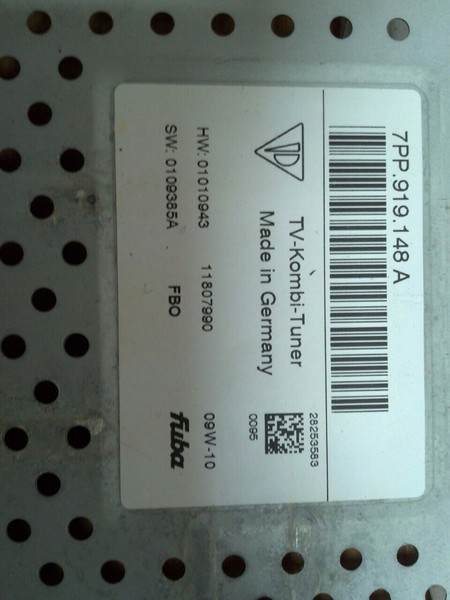 7PP.919.148 A
TV-Kombi-Tuner
Made in Germany
28253583
0095
HW: 01010943 11807990 09W-10
SW: 0109385A FBO fuba